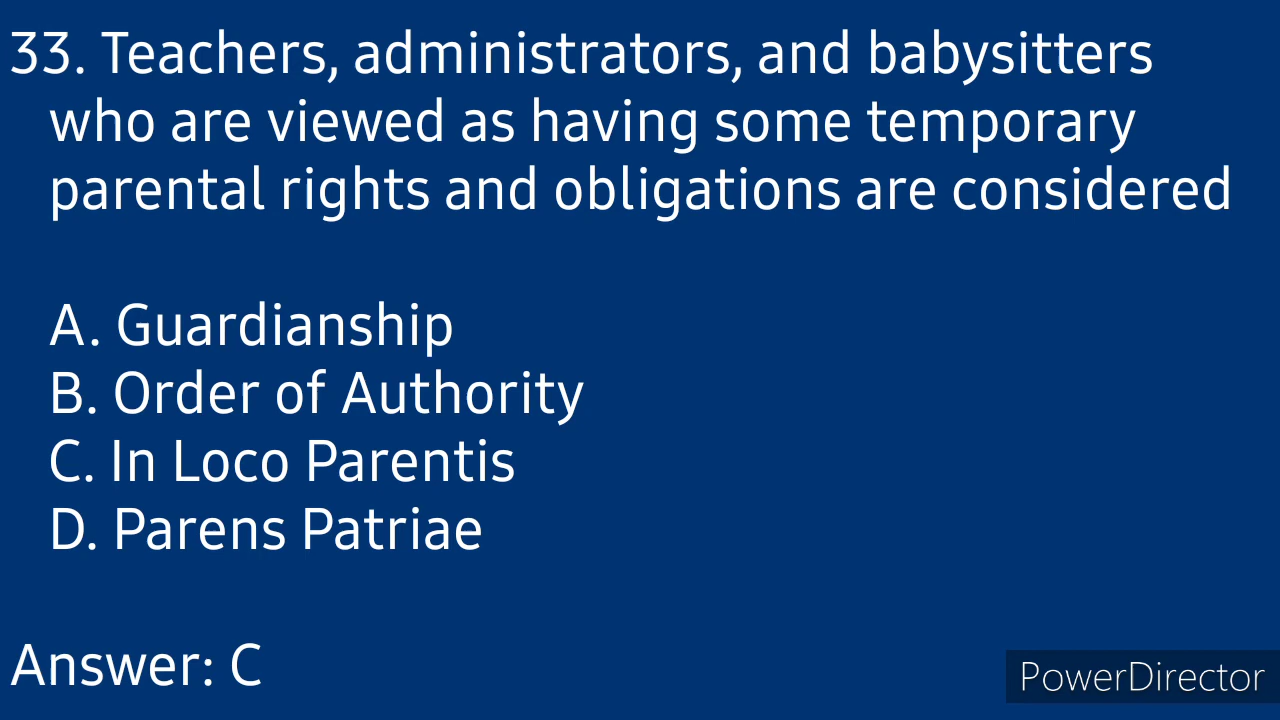 33. Teachers, administrators, and babysitters
who are viewed as having some temporary
parental rights and obligations are considered
A. Guardianship
B. Order of Authority
C. In Loco Parentis
D. Parens Patriae
Answer: C
PowerDirector